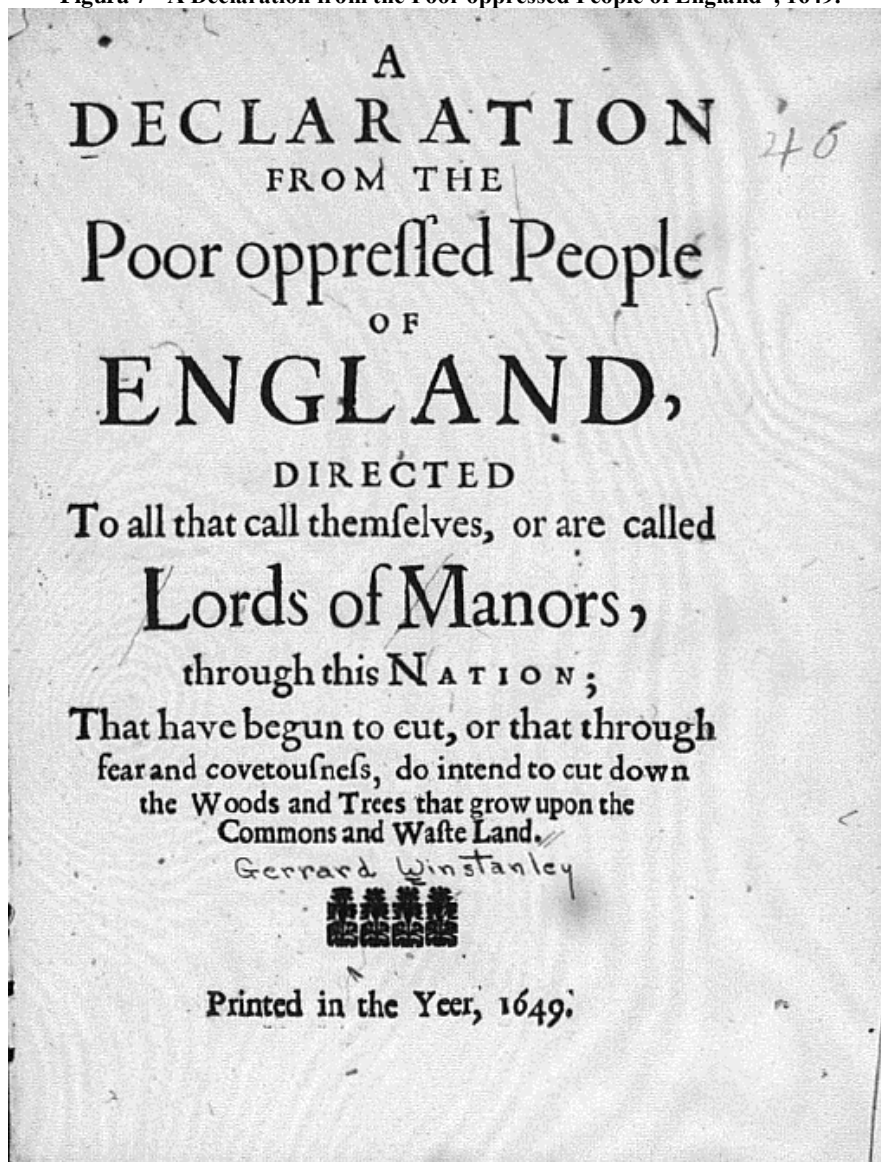 Figura 7 "A Declaration from the Poor oppressed People of England", 1649.
A
DECLARATION
FROM THE
Poor oppreſſed People
OF
ENGLAND,
DIRECTED
To all that call themſelves, or are called
Lords of Manors,
through this NATION;
That have begun to cut, or that through
fear and covetouſneſs, do intend to cut down
the Woods and Trees that grow upon the
Commons and Waſte Land.
Gerrard Winstanley
Printed in the Yeer, 1649.